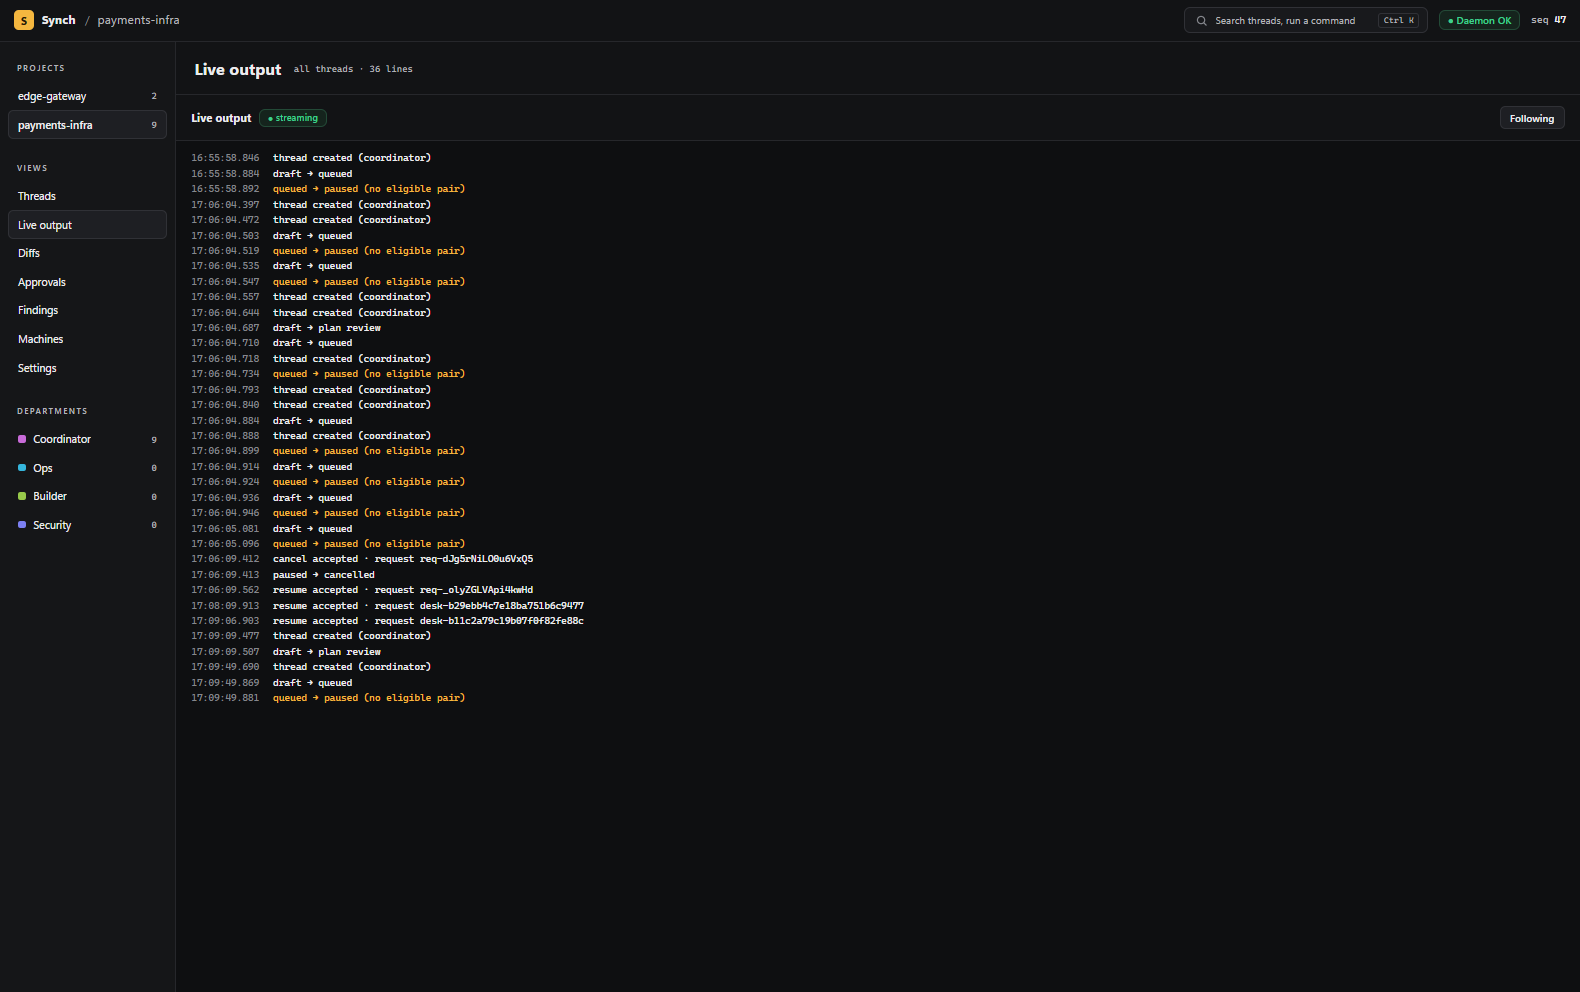 S Synch / payments-infra
Search threads, run a command Ctrl K
Daemon OK
seq 47
PROJECTS
edge-gateway 2
payments-infra 9
VIEWS
Threads
Live output
Diffs
Approvals
Findings
Machines
Settings
DEPARTMENTS
Coordinator 9
Ops 0
Builder 0
Security 0
Live output all threads · 36 lines
Live output streaming
Following
16:55:58.846 thread created (coordinator)
16:55:58.884 draft → queued
16:55:58.892 queued → paused (no eligible pair)
17:06:04.397 thread created (coordinator)
17:06:04.472 thread created (coordinator)
17:06:04.503 draft → queued
17:06:04.519 queued → paused (no eligible pair)
17:06:04.535 draft → queued
17:06:04.547 queued → paused (no eligible pair)
17:06:04.557 thread created (coordinator)
17:06:04.644 thread created (coordinator)
17:06:04.687 draft → plan review
17:06:04.710 draft → queued
17:06:04.718 thread created (coordinator)
17:06:04.734 queued → paused (no eligible pair)
17:06:04.793 thread created (coordinator)
17:06:04.840 thread created (coordinator)
17:06:04.884 draft → queued
17:06:04.888 thread created (coordinator)
17:06:04.899 queued → paused (no eligible pair)
17:06:04.914 draft → queued
17:06:04.924 queued → paused (no eligible pair)
17:06:04.936 draft → queued
17:06:04.946 queued → paused (no eligible pair)
17:06:05.081 draft → queued
17:06:05.096 queued → paused (no eligible pair)
17:06:09.412 cancel accepted · request req-dJg5rNiLO0u6VxQ5
17:06:09.413 paused → cancelled
17:06:09.562 resume accepted · request req-_olyZGLVApi4kwHd
17:08:09.913 resume accepted · request desk-b29ebb4c7e18ba751b6c9477
17:09:06.903 resume accepted · request desk-b11c2a79c19b07f0f82fe88c
17:09:09.477 thread created (coordinator)
17:09:09.507 draft → plan review
17:09:49.690 thread created (coordinator)
17:09:49.869 draft → queued
17:09:49.881 queued → paused (no eligible pair)